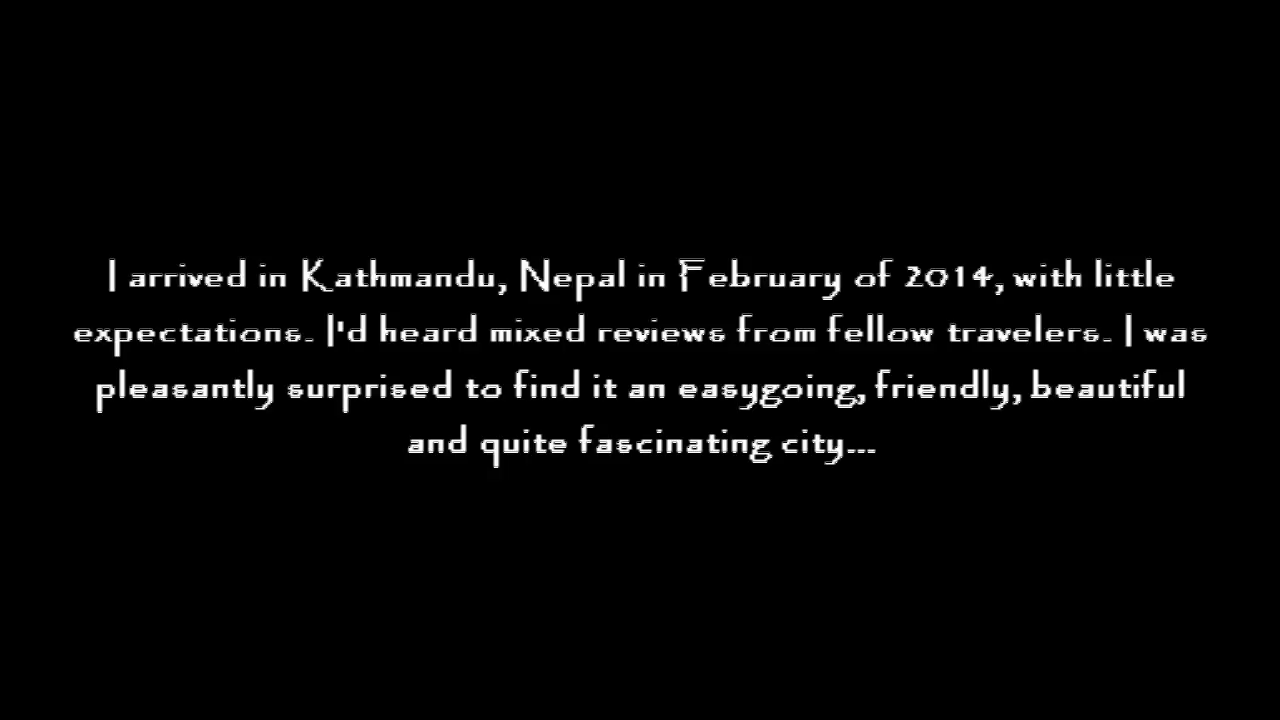 I arrived in Kathmandu, Nepal in February of 2014, with little
expectations. I'd heard mixed reviews from fellow travelers. I was
pleasantly surprised to find it an easygoing, friendly, beautiful
and quite fascinating city...